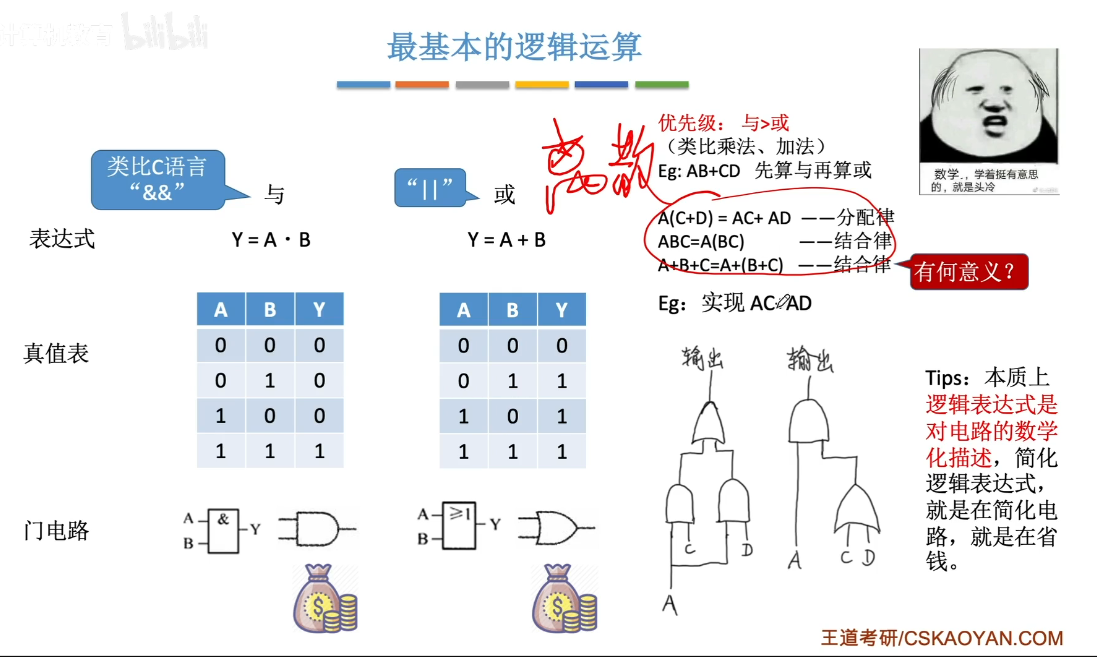 bilibili
最基本的逻辑运算
类比C语言
“&&”
与
“||”
或
离散
优先级： 与>或
（类比乘法、加法）
Eg: AB+CD 先算与再算或
A(C+D) = AC+ AD ——分配律
ABC=A(BC) ——结合律
A+B+C=A+(B+C) ——结合律
有何意义？
Eg：实现 AC+AD
数学.，学着挺有意思
的，就是头冷
表达式
Y = A · B
Y = A + B
真值表
A B Y
0 0 0
0 1 0
1 0 0
1 1 1
A B Y
0 0 0
0 1 1
1 0 1
1 1 1
门电路
A
B
&
Y
A
B
≥1
Y
输出
C
D
A
输出
A
C
D
Tips：本质上
逻辑表达式是
对电路的数学
化描述，简化
逻辑表达式，
就是在简化电
路，就是在省
钱。
王道考研/CSKAOYAN.COM